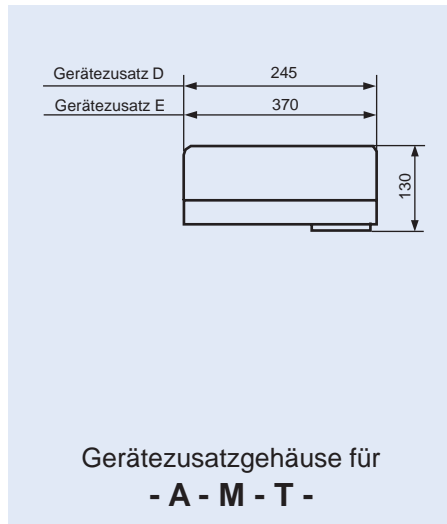 Gerätezusatz D 245
Gerätezusatz E 370
130
Gerätezusatzgehäuse für
- A - M - T -